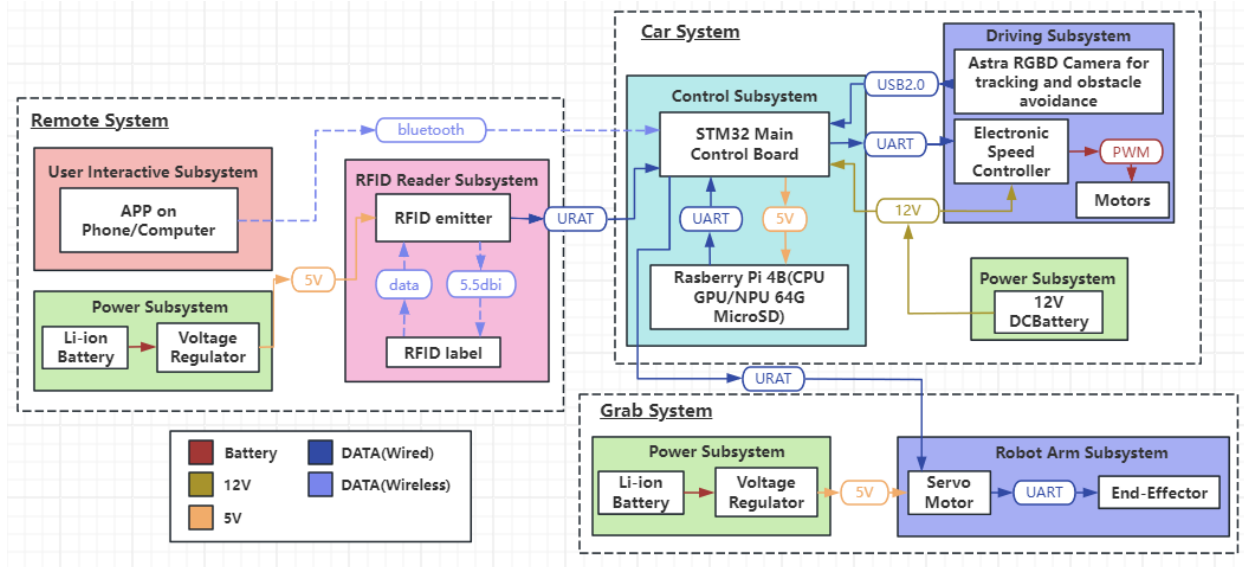 Car System
Driving Subsystem
Astra RGBD Camera for
tracking and obstacle
avoidance
USB2.0
Control Subsystem
STM32 Main
Control Board
UART
Electronic
Speed
Controller
PWM
Motors
12V
UART
5V
Rasberry Pi 4B(CPU
GPU/NPU 64G
MicroSD)
Power Subsystem
12V
DCBattery
Remote System
bluetooth
User Interactive Subsystem
APP on
Phone/Computer
RFID Reader Subsystem
RFID emitter
URAT
data
5.5dbi
RFID label
5V
Power Subsystem
Li-ion
Battery
Voltage
Regulator
URAT
Grab System
Power Subsystem
Li-ion
Battery
Voltage
Regulator
5V
Robot Arm Subsystem
Servo
Motor
UART
End-Effector
Battery
12V
5V
DATA(Wired)
DATA(Wireless)